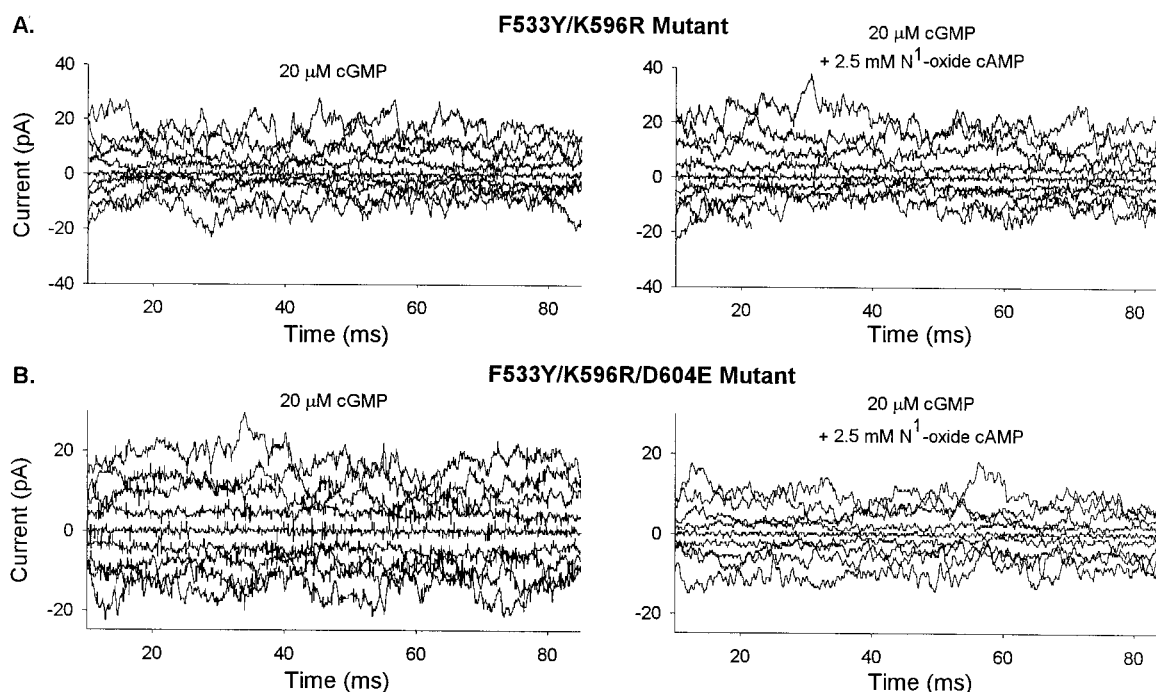 A.
F533Y/K596R Mutant
20 μM cGMP
20 μM cGMP
+ 2.5 mM N¹-oxide cAMP
Current (pA)
40
20
0
-20
-40
20
40
60
80
Time (ms)
40
20
0
-20
-40
20
40
60
80
Time (ms)
B.
F533Y/K596R/D604E Mutant
20 μM cGMP
20 μM cGMP
+ 2.5 mM N¹-oxide cAMP
Current (pA)
20
0
-20
20
40
60
80
Time (ms)
20
0
-20
20
40
60
80
Time (ms)